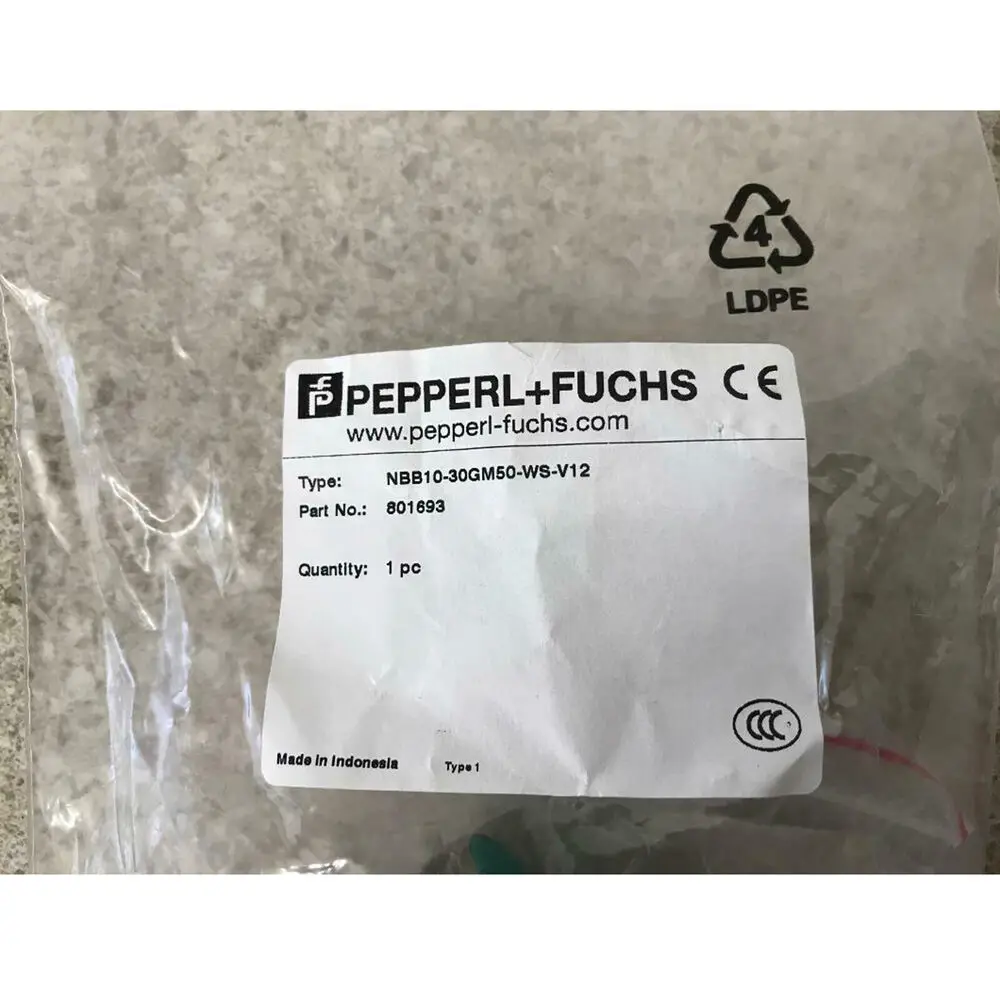 4
LDPE
PEPPERL+FUCHS CE
www.pepperl-fuchs.com
Type: NBB10-30GM50-WS-V12
Part No.: 801693
Quantity: 1 pc
CCC
Made in Indonesia Type 1